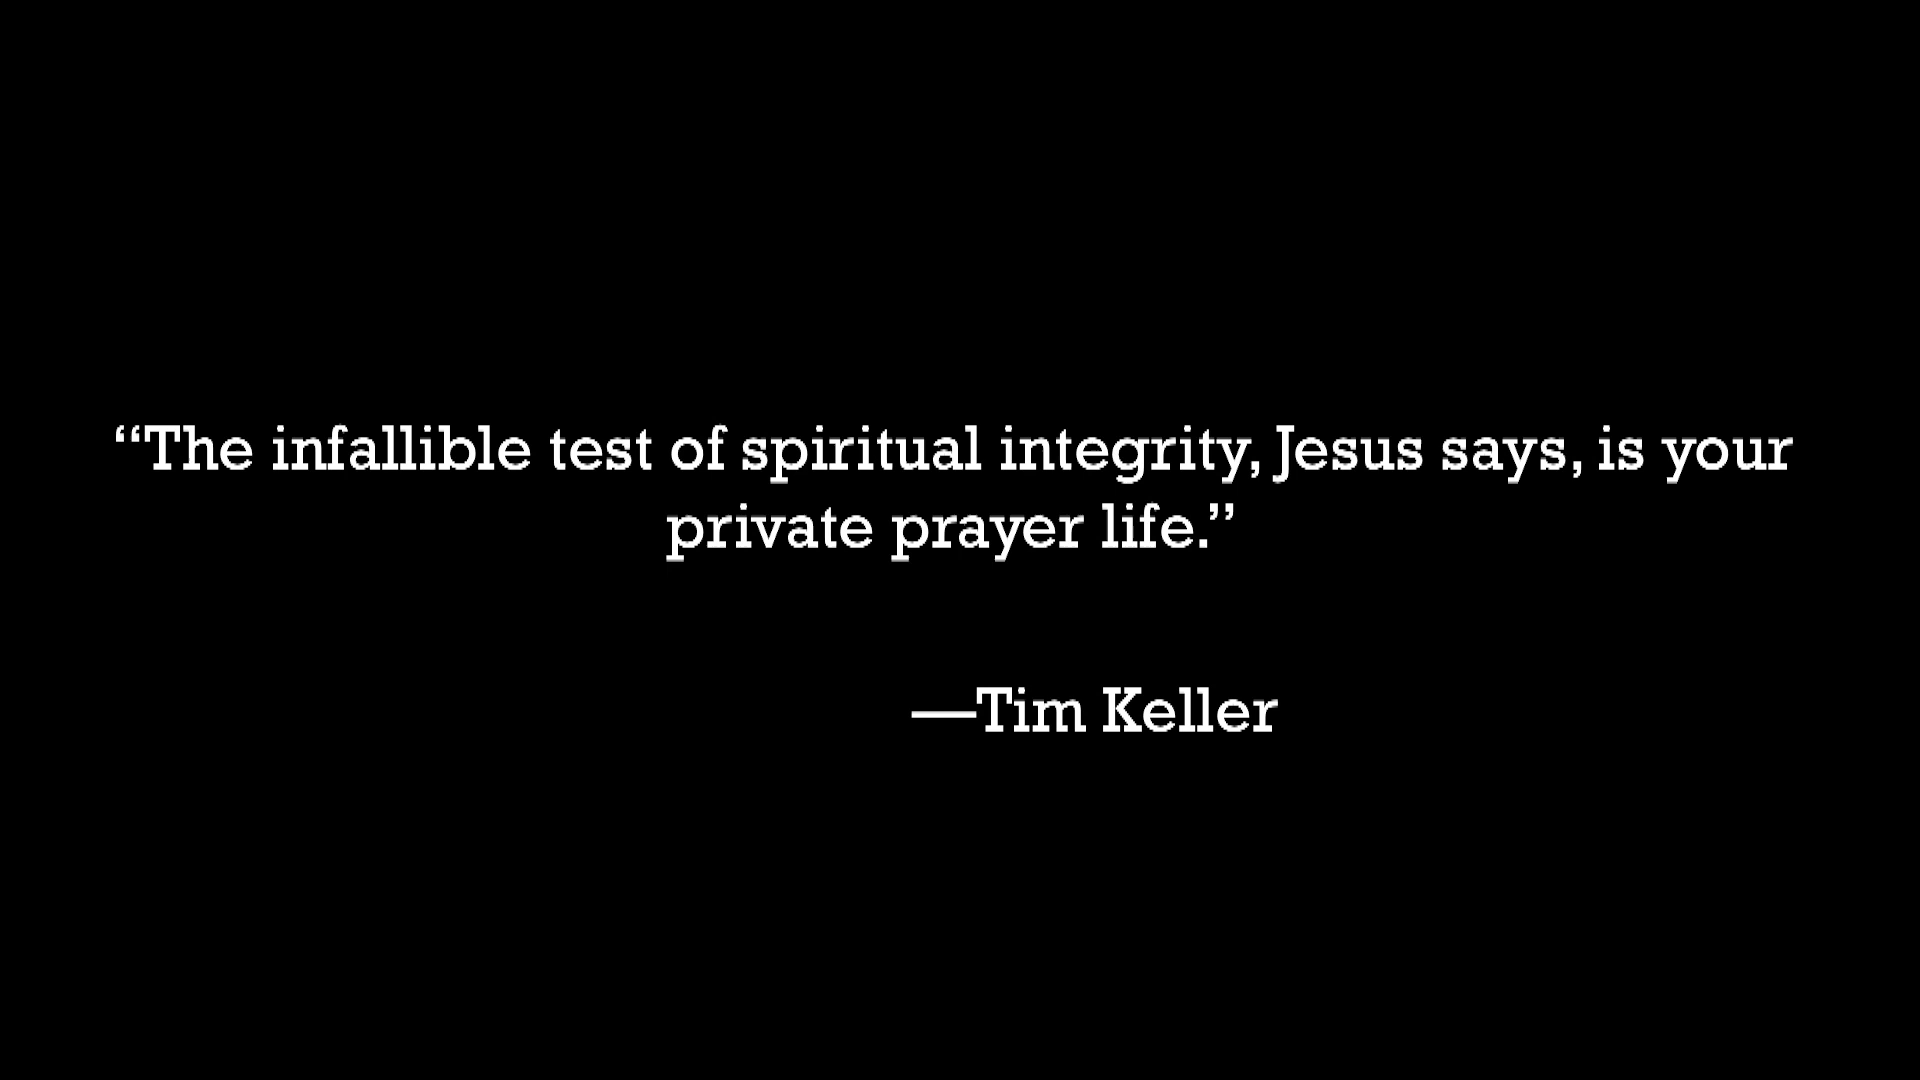 “The infallible test of spiritual integrity, Jesus says, is your
private prayer life.”
—Tim Keller